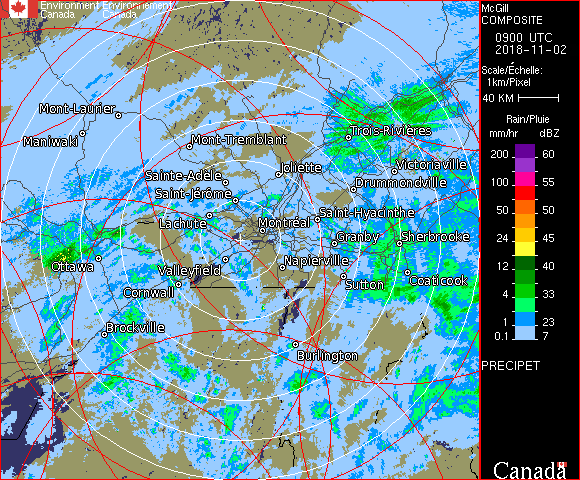 Environment Environnement
Canada Canada
McGill
COMPOSITE
0900 UTC
2018-11-02
Scale/Échelle:
1km/Pixel
40 KM
Rain/Pluie
mm/hr dBZ
200 60
150 55
100 55
50 50
24 45
12 40
4 33
1 23
0.1 7
PRECIPET
Canada
Mont-Laurier
Maniwaki
Mont-Tremblant
Trois-Rivières
Joliette
Victoriaville
Sainte-Adèle
Drummondville
Saint-Jérôme
Lachute
Saint-Hyacinthe
Montréal
Granby
Sherbrooke
Ottawa
Valleyfield
Napierville
Cornwall
Sutton
Coaticook
Brockville
Burlington